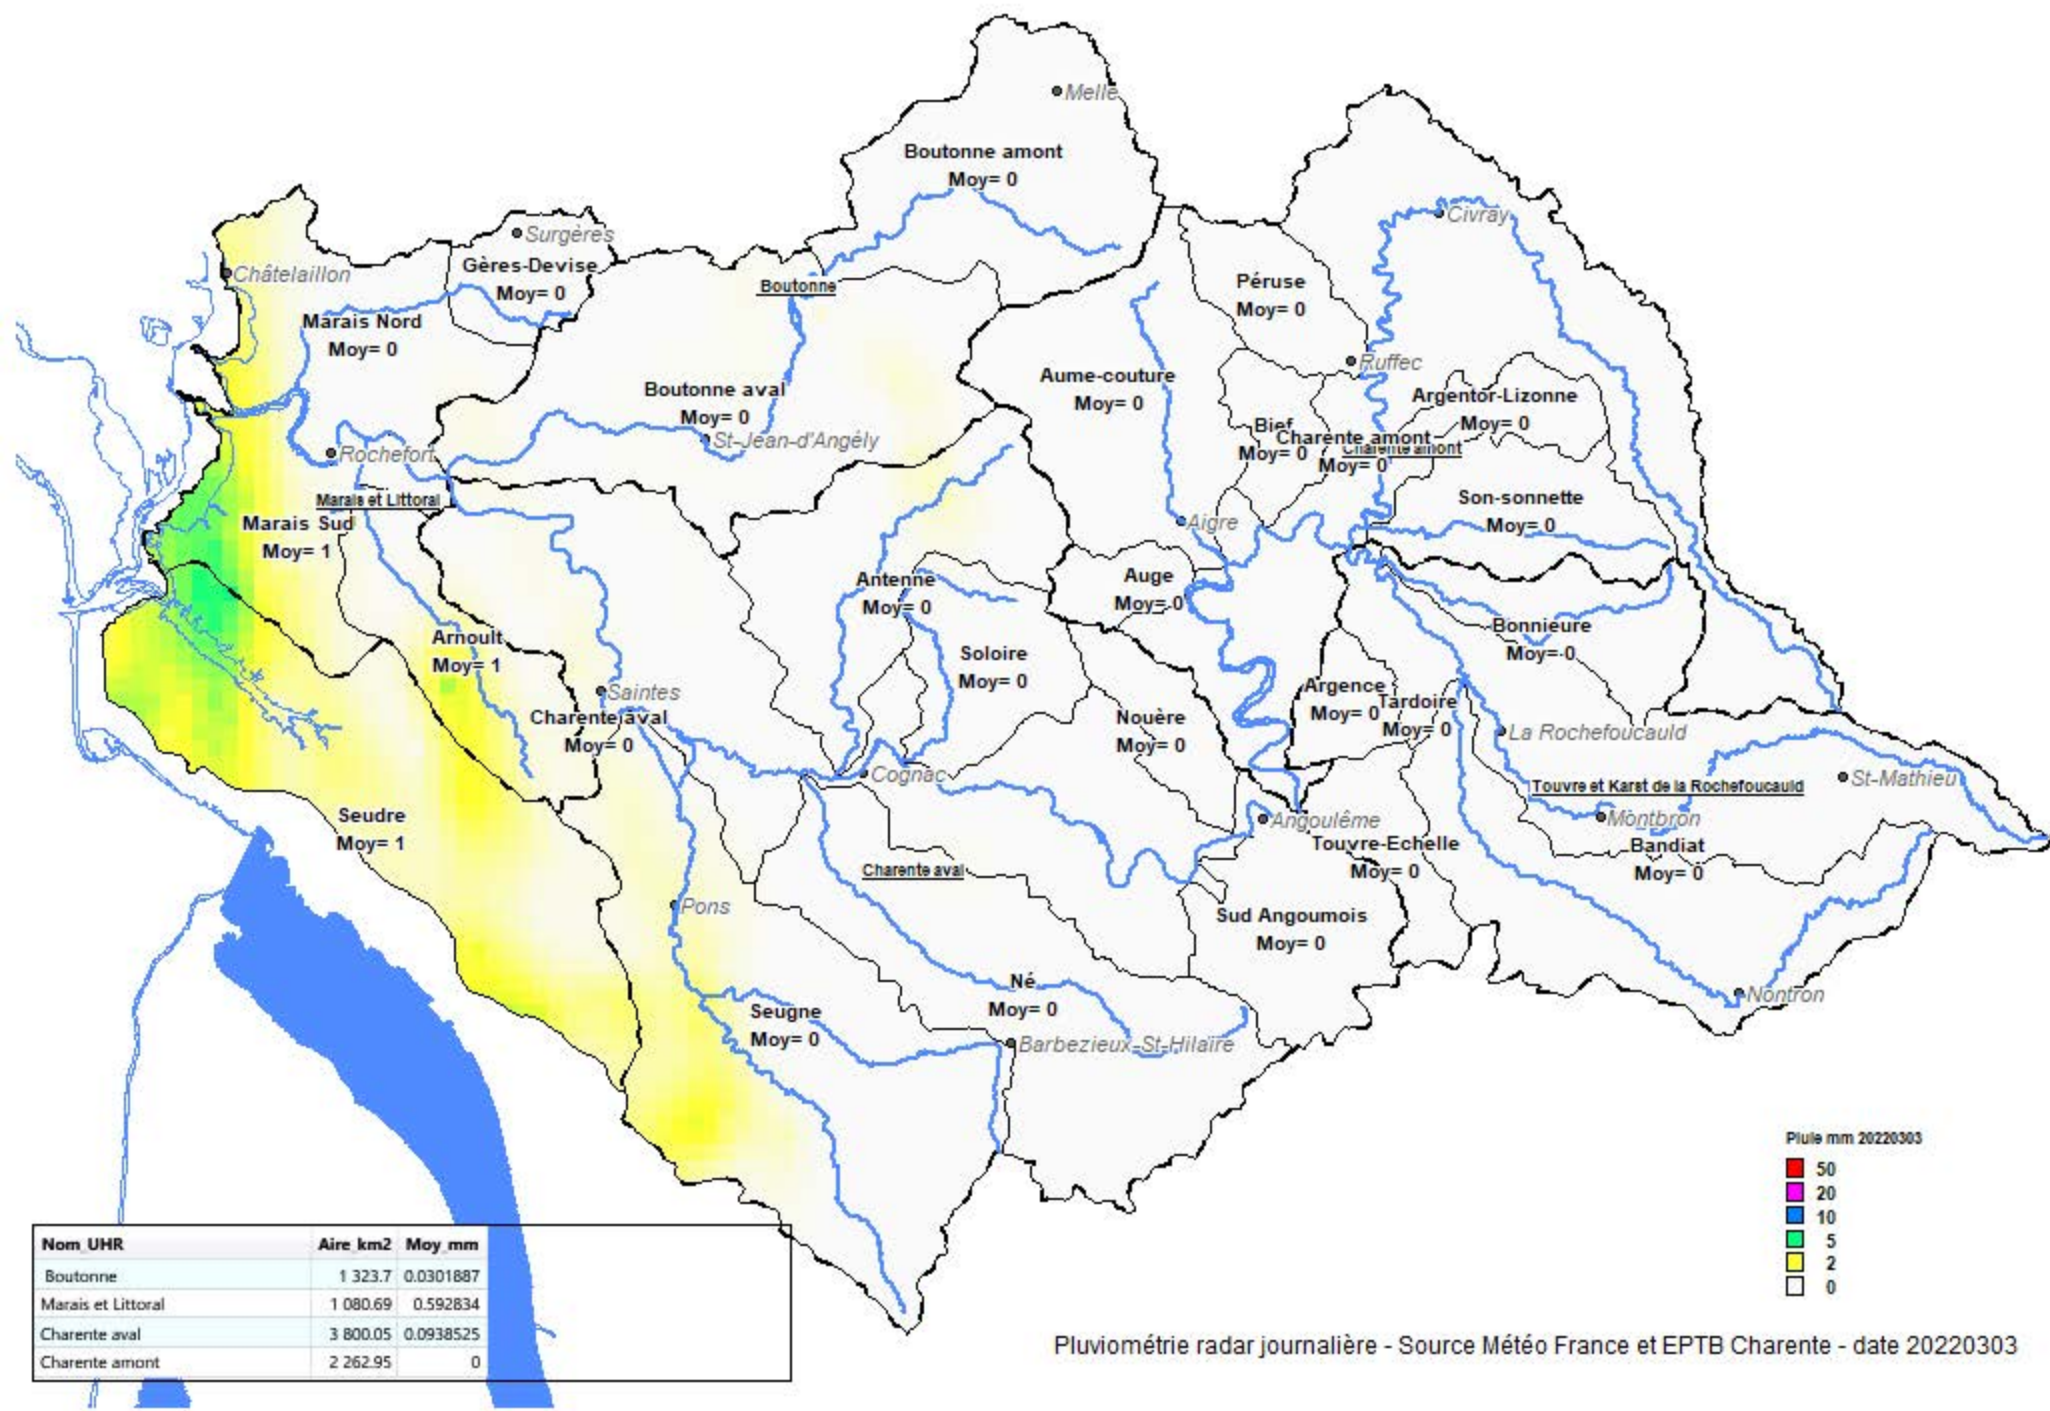 Melle
Boutonne amont
Moy= 0
Civray
Surgères
Châtelaillon
Gères-Devise
Moy= 0
Boutonne
Péruse
Moy= 0
Marais Nord
Moy= 0
Ruffec
Aume-couture
Moy= 0
Boutonne aval
Moy= 0
Argentor-Lizonne
Moy= 0
Bief
Moy= 0
Charente amont
Moy= 0
Charente amont
St-Jean-d'Angély
Rochefort
Marais et Littoral
Marais Sud
Moy= 1
Son-sonnette
Moy= 0
Aigre
Antenne
Moy= 0
Auge
Moy= 0
Arnoult
Moy= 1
Soloire
Moy= 0
Bonnieure
Moy= 0
Saintes
Charente aval
Moy= 0
Nouère
Moy= 0
Argence
Moy= 0
Tardoire
Moy= 0
La Rochefoucauld
Cognac
Touvre et Karst de la Rochefoucauld
St-Mathieu
Seudre
Moy= 1
Angoulême
Montbron
Touvre-Echelle
Moy= 0
Bandiat
Moy= 0
Charente aval
Pons
Sud Angoumois
Moy= 0
Né
Moy= 0
Nontron
Seugne
Moy= 0
Barbezieux-St-Hilaire
Pluie mm 20220303
50
20
10
5
2
0
Nom_UHR Aire_km2 Moy_mm
Boutonne 1 323.7 0.0301887
Marais et Littoral 1 080.69 0.592834
Charente aval 3 800.05 0.0938525
Charente amont 2 262.95 0
Pluviométrie radar journalière - Source Météo France et EPTB Charente - date 20220303